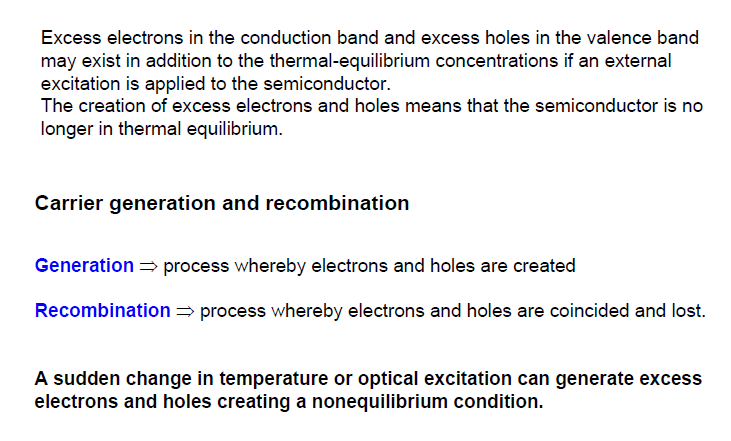 Excess electrons in the conduction band and excess holes in the valence band
may exist in addition to the thermal-equilibrium concentrations if an external
excitation is applied to the semiconductor.
The creation of excess electrons and holes means that the semiconductor is no
longer in thermal equilibrium.
Carrier generation and recombination
Generation ⇒ process whereby electrons and holes are created
Recombination ⇒ process whereby electrons and holes are coincided and lost.
A sudden change in temperature or optical excitation can generate excess
electrons and holes creating a nonequilibrium condition.